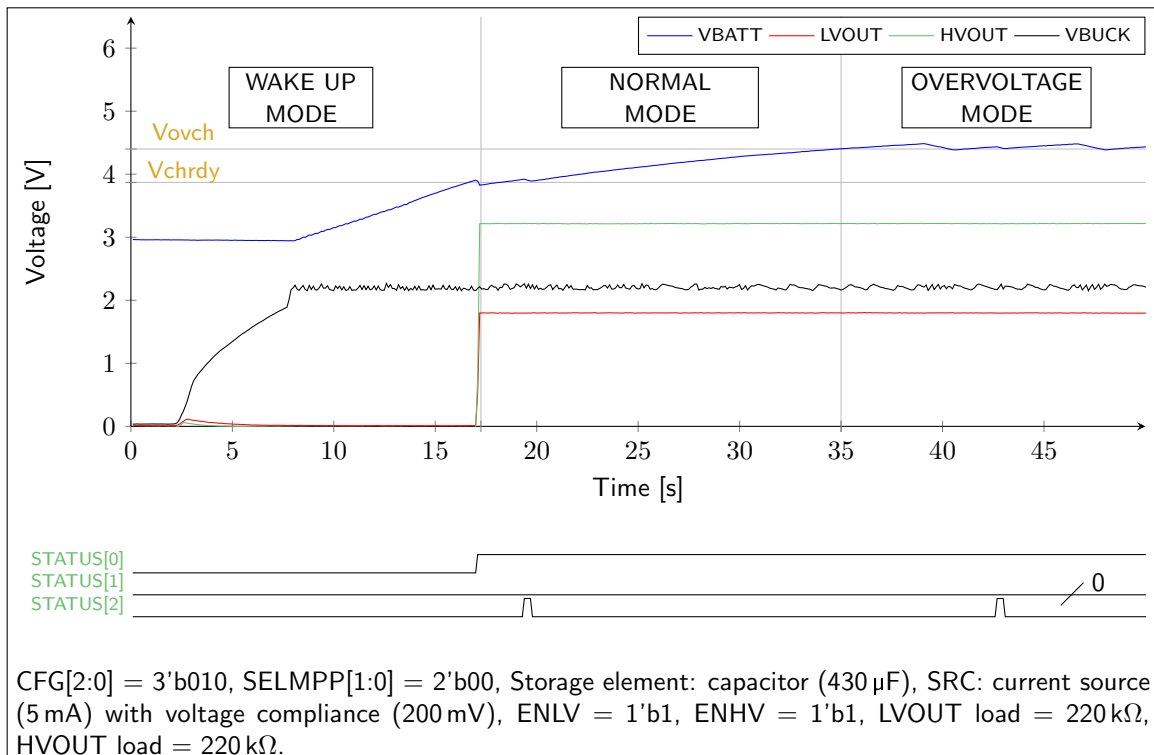 VBATT LVOUT HVOUT VBUCK
WAKE UP
MODE
NORMAL
MODE
OVERVOLTAGE
MODE
Vovch
Vchrdy
Voltage [V]
6
5
4
3
2
1
0
0 5 10 15 20 25 30 35 40 45
Time [s]
STATUS[0]
STATUS[1]
STATUS[2]
0
CFG[2:0] = 3'b010, SELMPP[1:0] = 2'b00, Storage element: capacitor (430 µF), SRC: current source
(5 mA) with voltage compliance (200 mV), ENLV = 1'b1, ENHV = 1'b1, LVOUT load = 220 kΩ,
HVOUT load = 220 kΩ.